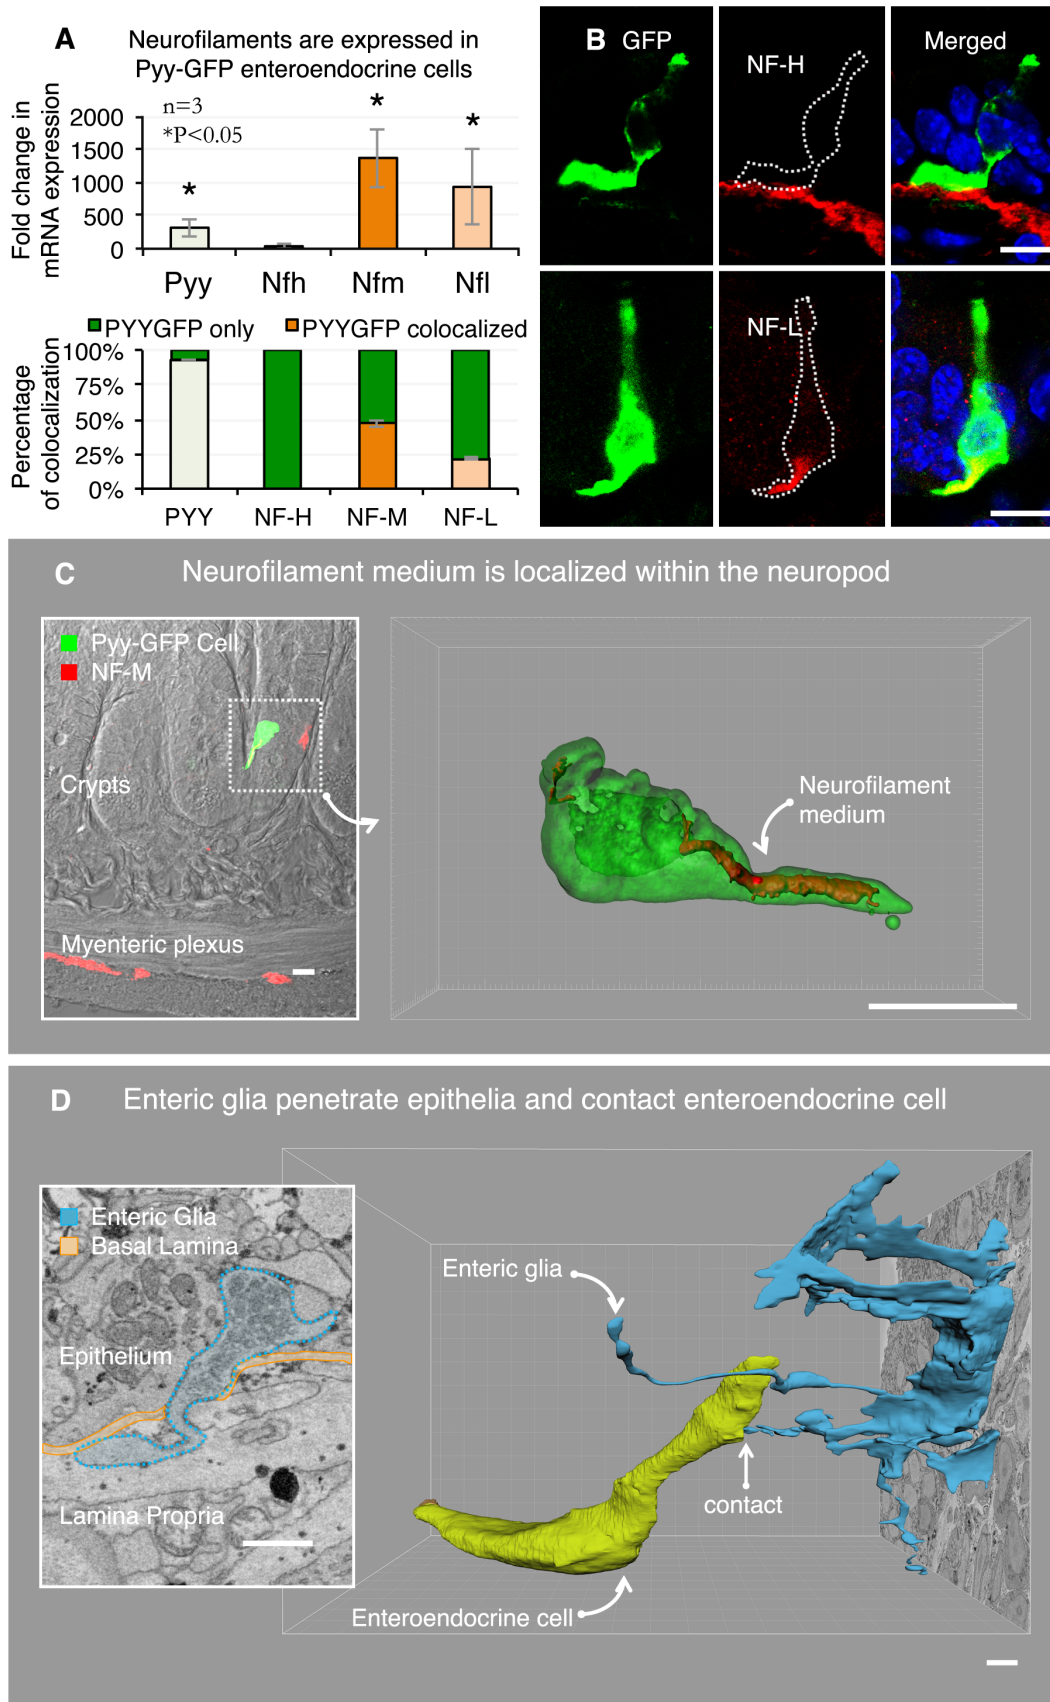 A
Neurofilaments are expressed in
Pyy-GFP enteroendocrine cells
Fold change in
mRNA expression
n=3
*P<0.05
2000
1500
1000
500
0
*
*
*
Pyy
Nfh
Nfm
Nfl
PYYGFP only
PYYGFP colocalized
Percentage
of colocalization
100%
75%
50%
25%
0%
PYY
NF-H
NF-M
NF-L
B
GFP
NF-H
Merged
NF-L
C
Neurofilament medium is localized within the neuropod
Pyy-GFP Cell
NF-M
Crypts
Myenteric plexus
Neurofilament
medium
D
Enteric glia penetrate epithelia and contact enteroendocrine cell
Enteric Glia
Basal Lamina
Epithelium
Lamina Propria
Enteric glia
contact
Enteroendocrine cell